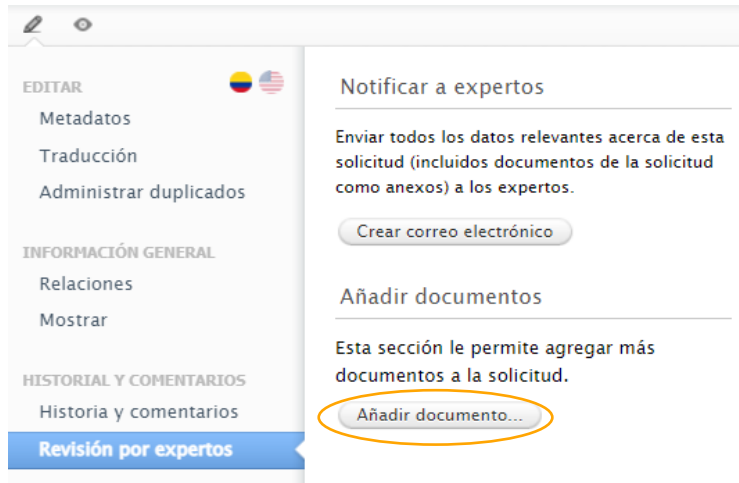 EDITAR
Metadatos
Traducción
Administrar duplicados
INFORMACIÓN GENERAL
Relaciones
Mostrar
HISTORIAL Y COMENTARIOS
Historia y comentarios
Revisión por expertos
Notificar a expertos
Enviar todos los datos relevantes acerca de esta
solicitud (incluidos documentos de la solicitud
como anexos) a los expertos.
Crear correo electrónico
Añadir documentos
Esta sección le permite agregar más
documentos a la solicitud.
Añadir documento...